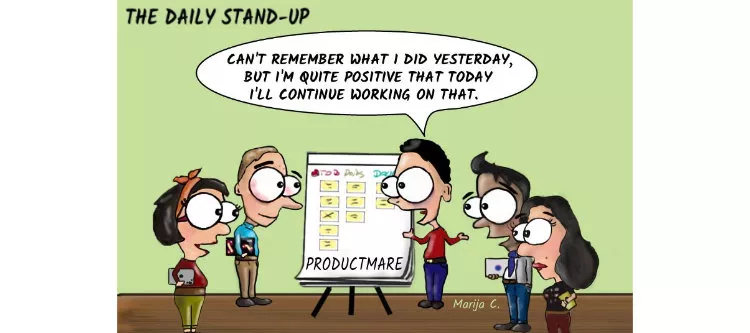 THE DAILY STAND-UP
CAN'T REMEMBER WHAT I DID YESTERDAY,
BUT I'M QUITE POSITIVE THAT TODAY
I'LL CONTINUE WORKING ON THAT.
PRODUCTMARE
Marija C.